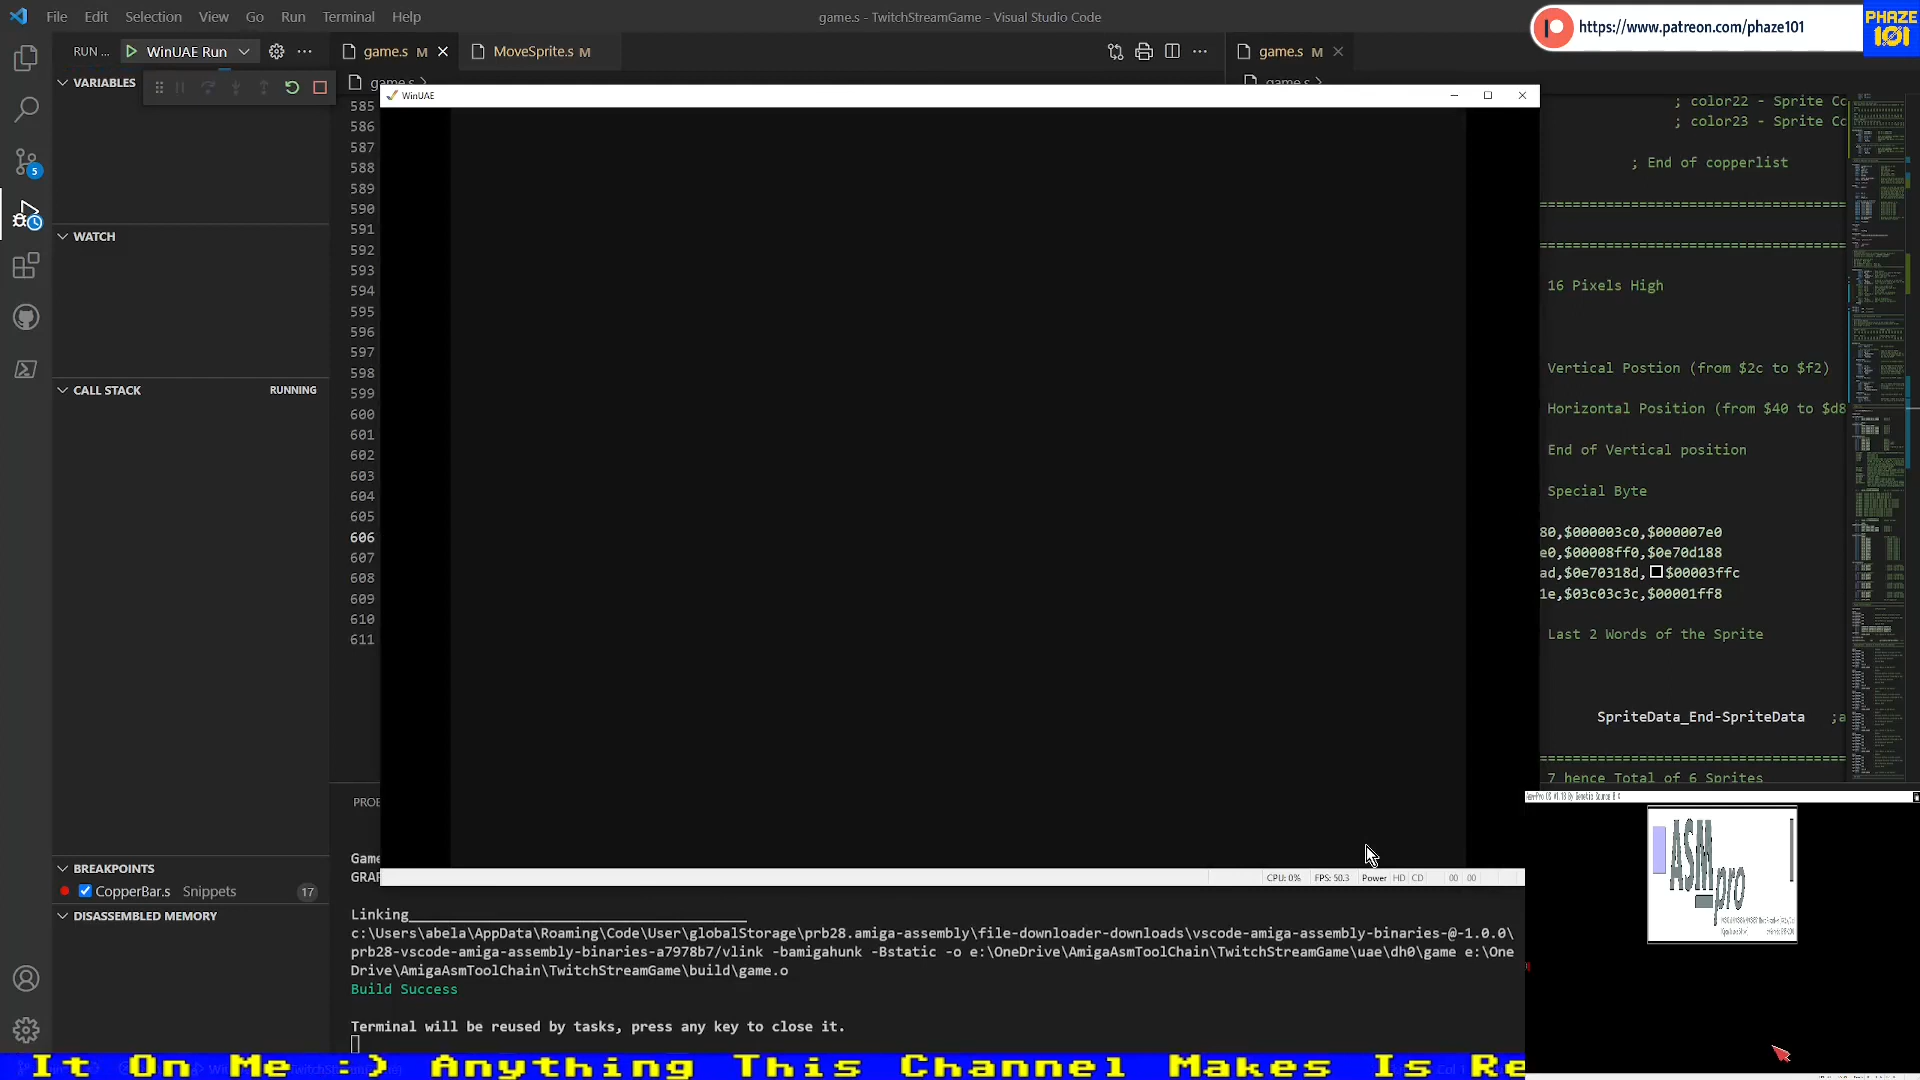 File Edit Selection View Go Run Terminal Help
game.s - TwitchStreamGame - Visual Studio Code
https://www.patreon.com/phaze101
PHAZE
101
RUN ...
WinUAE Run
game.s M
MoveSprite.s M
game.s M
VARIABLES
game.s
game.s
WinUAE
585
586
587
588
589
590
591
592
593
594
595
596
597
598
599
600
601
602
603
604
605
606
607
608
609
610
611
; color22 - Sprite Co
; color23 - Sprite Co
; End of copperlist
16 Pixels High
Vertical Postion (from $2c to $f2)
Horizontal Position (from $40 to $d8
End of Vertical position
Special Byte
80,$000003c0,$000007e0
e0,$00008ff0,$0e70d188
ad,$0e70318d,$00003ffc
1e,$03c03c3c,$00001ff8
Last 2 Words of the Sprite
SpriteData_End-SpriteData ;a
7 hence Total of 6 Sprites
5
WATCH
CALL STACK RUNNING
BREAKPOINTS
CopperBar.s Snippets 17
DISASSEMBLED MEMORY
CPU: 0% FPS: 50.3 Power HD CD 00 00
PROB
Game
GRAP
Linking
c:\Users\abela\AppData\Roaming\Code\User\globalStorage\prb28.amiga-assembly\file-downloader-downloads\vscode-amiga-assembly-binaries-@-1.0.0\
prb28-vscode-amiga-assembly-binaries-a7978b7/vlink -bamigahunk -Bstatic -o e:\OneDrive\AmigaAsmToolChain\TwitchStreamGame\uae\dh0\game e:\One
Drive\AmigaAsmToolChain\TwitchStreamGame\build\game.o
Build Success
Terminal will be reused by tasks, press any key to close it.
ASM
pro
It On Me :) Anything This Channel Makes Is Re